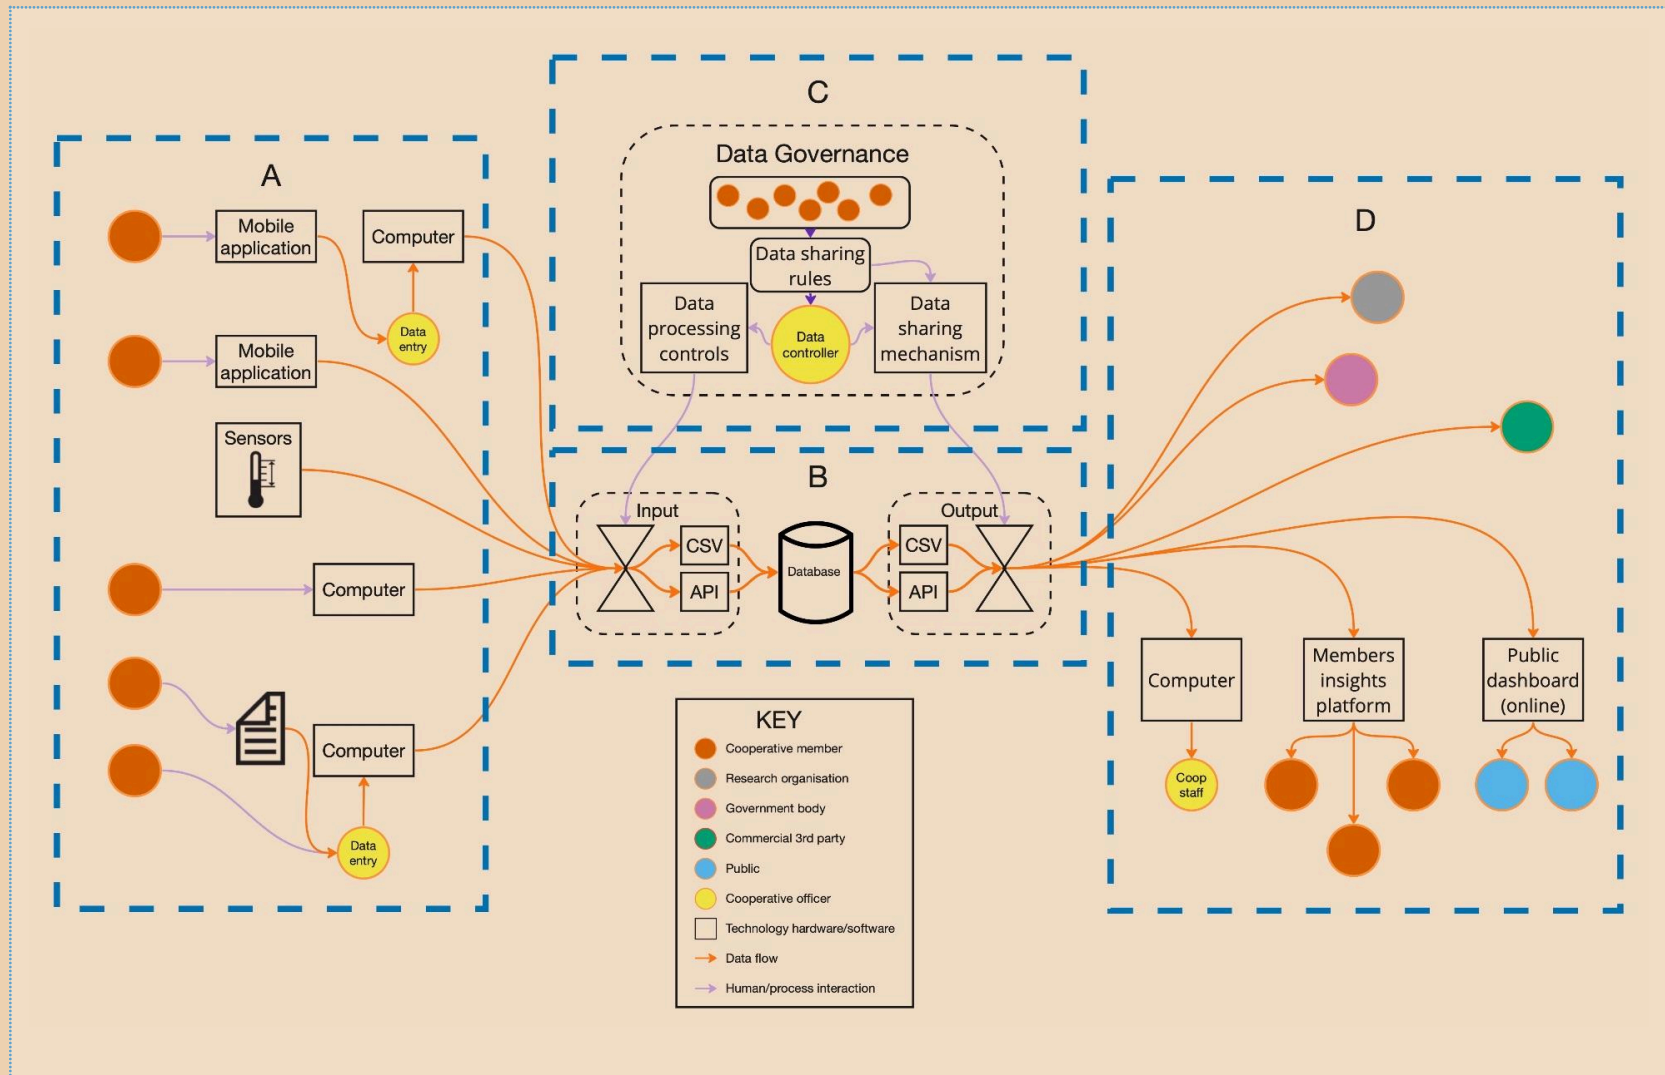 A
Mobile
application
Computer
Data
entry
Mobile
application
Sensors
Computer
Computer
Data
entry
C
Data Governance
Data sharing
rules
Data
processing
controls
Data
controller
Data
sharing
mechanism
B
Input
CSV
API
Database
Output
CSV
API
D
Computer
Members
insights
platform
Public
dashboard
(online)
Coop
staff
KEY
Cooperative member
Research organisation
Government body
Commercial 3rd party
Public
Cooperative officer
Technology hardware/software
Data flow
Human/process interaction